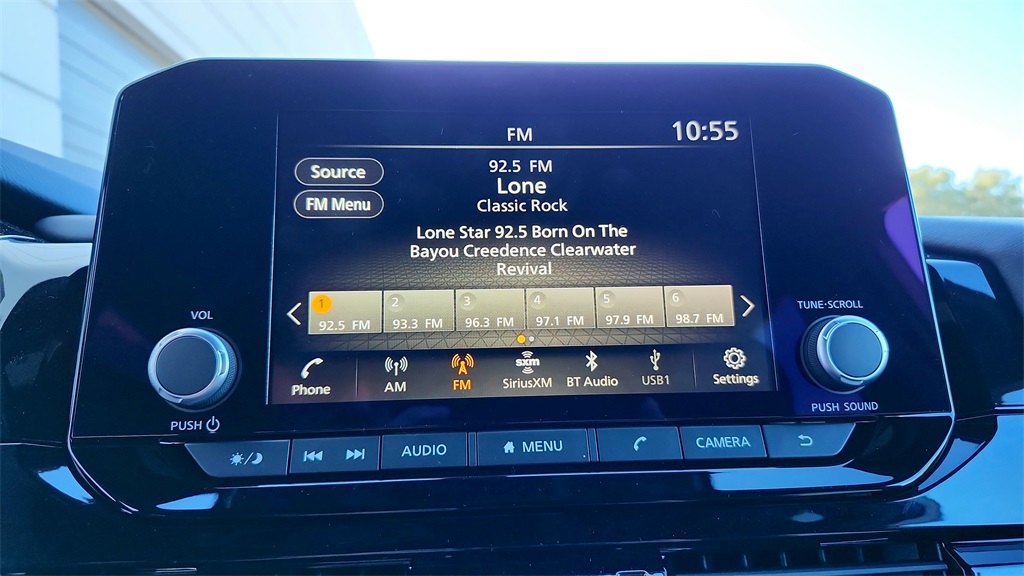 FM 10:55
Source
FM Menu
92.5 FM
Lone
Classic Rock
Lone Star 92.5 Born On The
Bayou Creedence Clearwater
Revival
1 2 3 4 5 6
92.5 FM 93.3 FM 96.3 FM 97.1 FM 97.9 FM 98.7 FM
sxm
Phone AM FM SiriusXM BT Audio USB1 Settings
VOL
PUSH
TUNE·SCROLL
PUSH SOUND
AUDIO MENU CAMERA